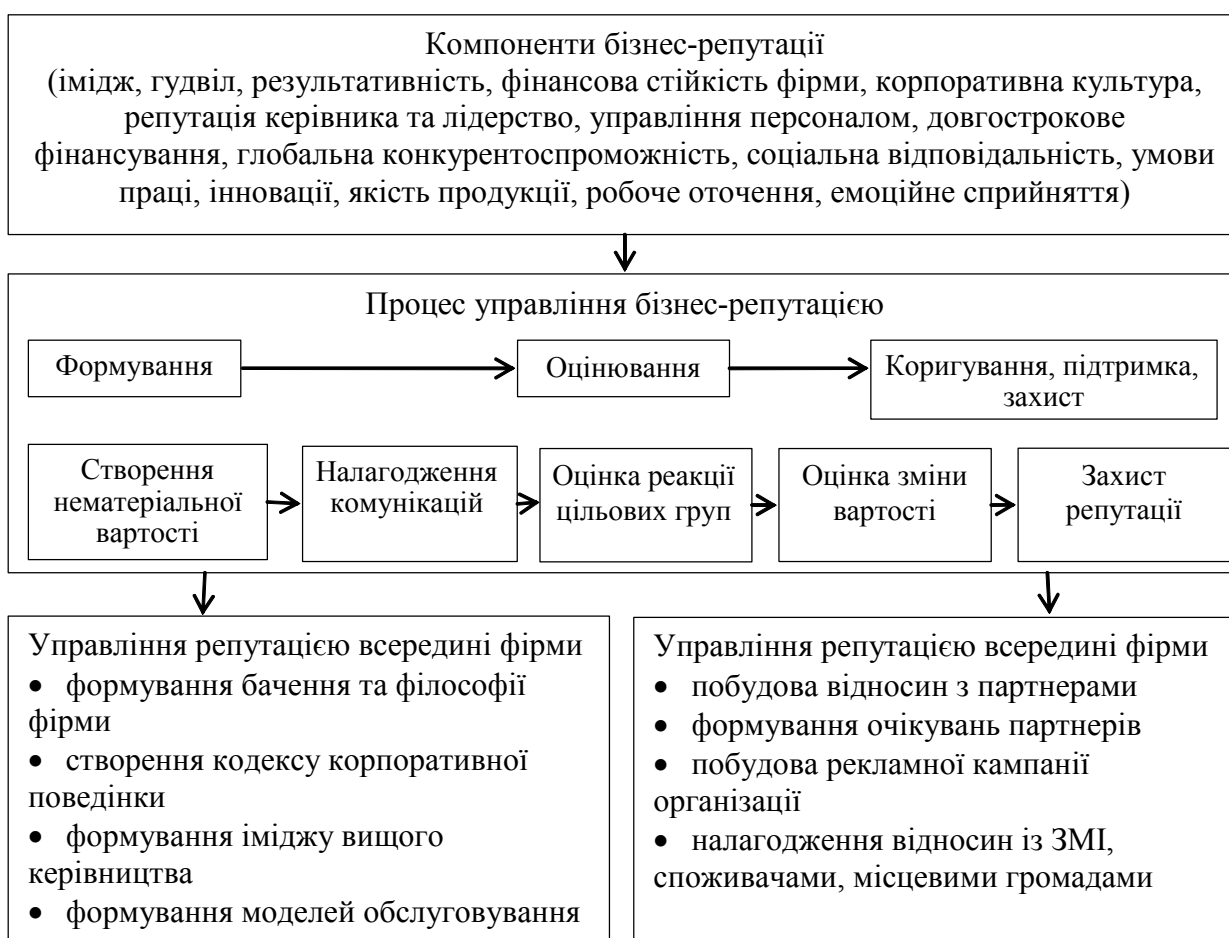 Компоненти бізнес-репутації
(імідж, гудвіл, результативність, фінансова стійкість фірми, корпоративна культура,
репутація керівника та лідерство, управління персоналом, довгострокове
фінансування, глобальна конкурентоспроможність, соціальна відповідальність, умови
праці, інновації, якість продукції, робоче оточення, емоційне сприйняття)
Процес управління бізнес-репутацією
Формування
Оцінювання
Коригування, підтримка,
захист
Створення
нематеріальної
вартості
Налагодження
комунікацій
Оцінка реакції
цільових груп
Оцінка зміни
вартості
Захист
репутації
Управління репутацією всередині фірми
• формування бачення та філософії
фірми
• створення кодексу корпоративної
поведінки
• формування іміджу вищого
керівництва
• формування моделей обслуговування
Управління репутацією всередині фірми
• побудова відносин з партнерами
• формування очікувань партнерів
• побудова рекламної кампанії
організації
• налагодження відносин із ЗМІ,
споживачами, місцевими громадами